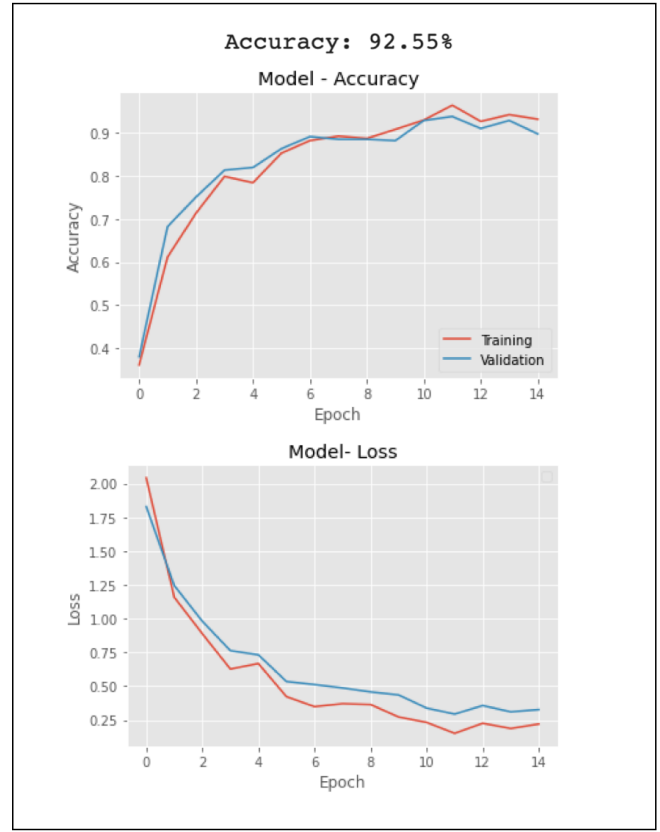 Accuracy: 92.55%
Model - Accuracy
0.9
0.8
0.7
0.6
0.5
0.4
Accuracy
Training
Validation
0 2 4 6 8 10 12 14
Epoch
Model- Loss
2.00
1.75
1.50
1.25
1.00
0.75
0.50
0.25
Loss
0 2 4 6 8 10 12 14
Epoch